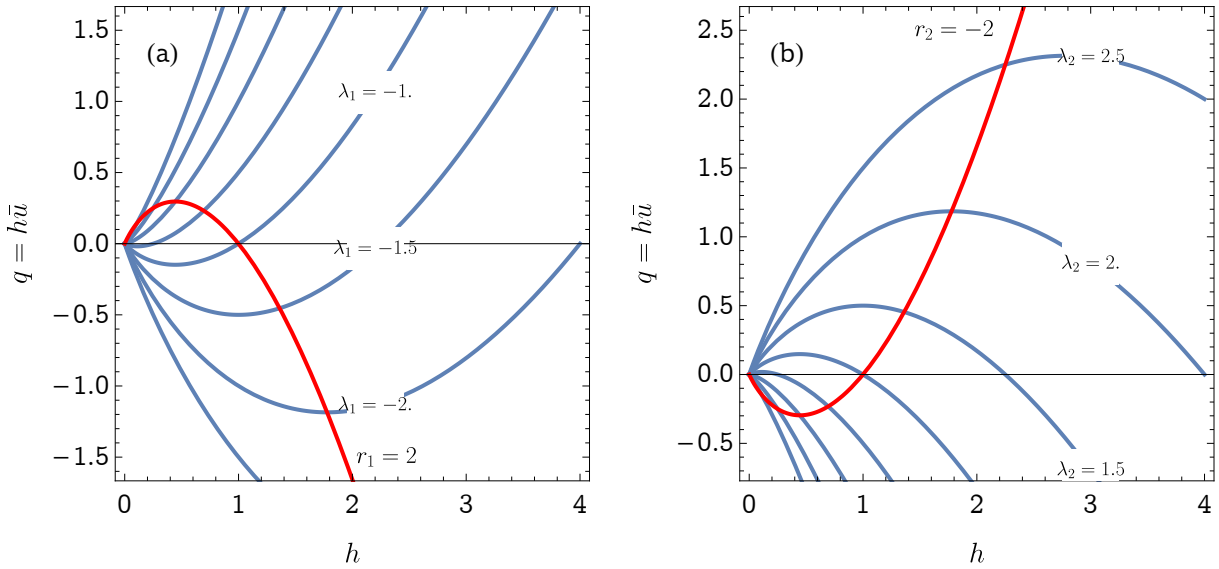 (a)
1.5
1.0
0.5
0.0
−0.5
−1.0
−1.5
q = hū
λ₁ = −1.
λ₁ = −1.5
λ₁ = −2.
r₁ = 2
0 1 2 3 4
h
(b)
2.5
2.0
1.5
1.0
0.5
0.0
−0.5
q = hū
r₂ = −2
λ₂ = 2.5
λ₂ = 2.
λ₂ = 1.5
0 1 2 3 4
h